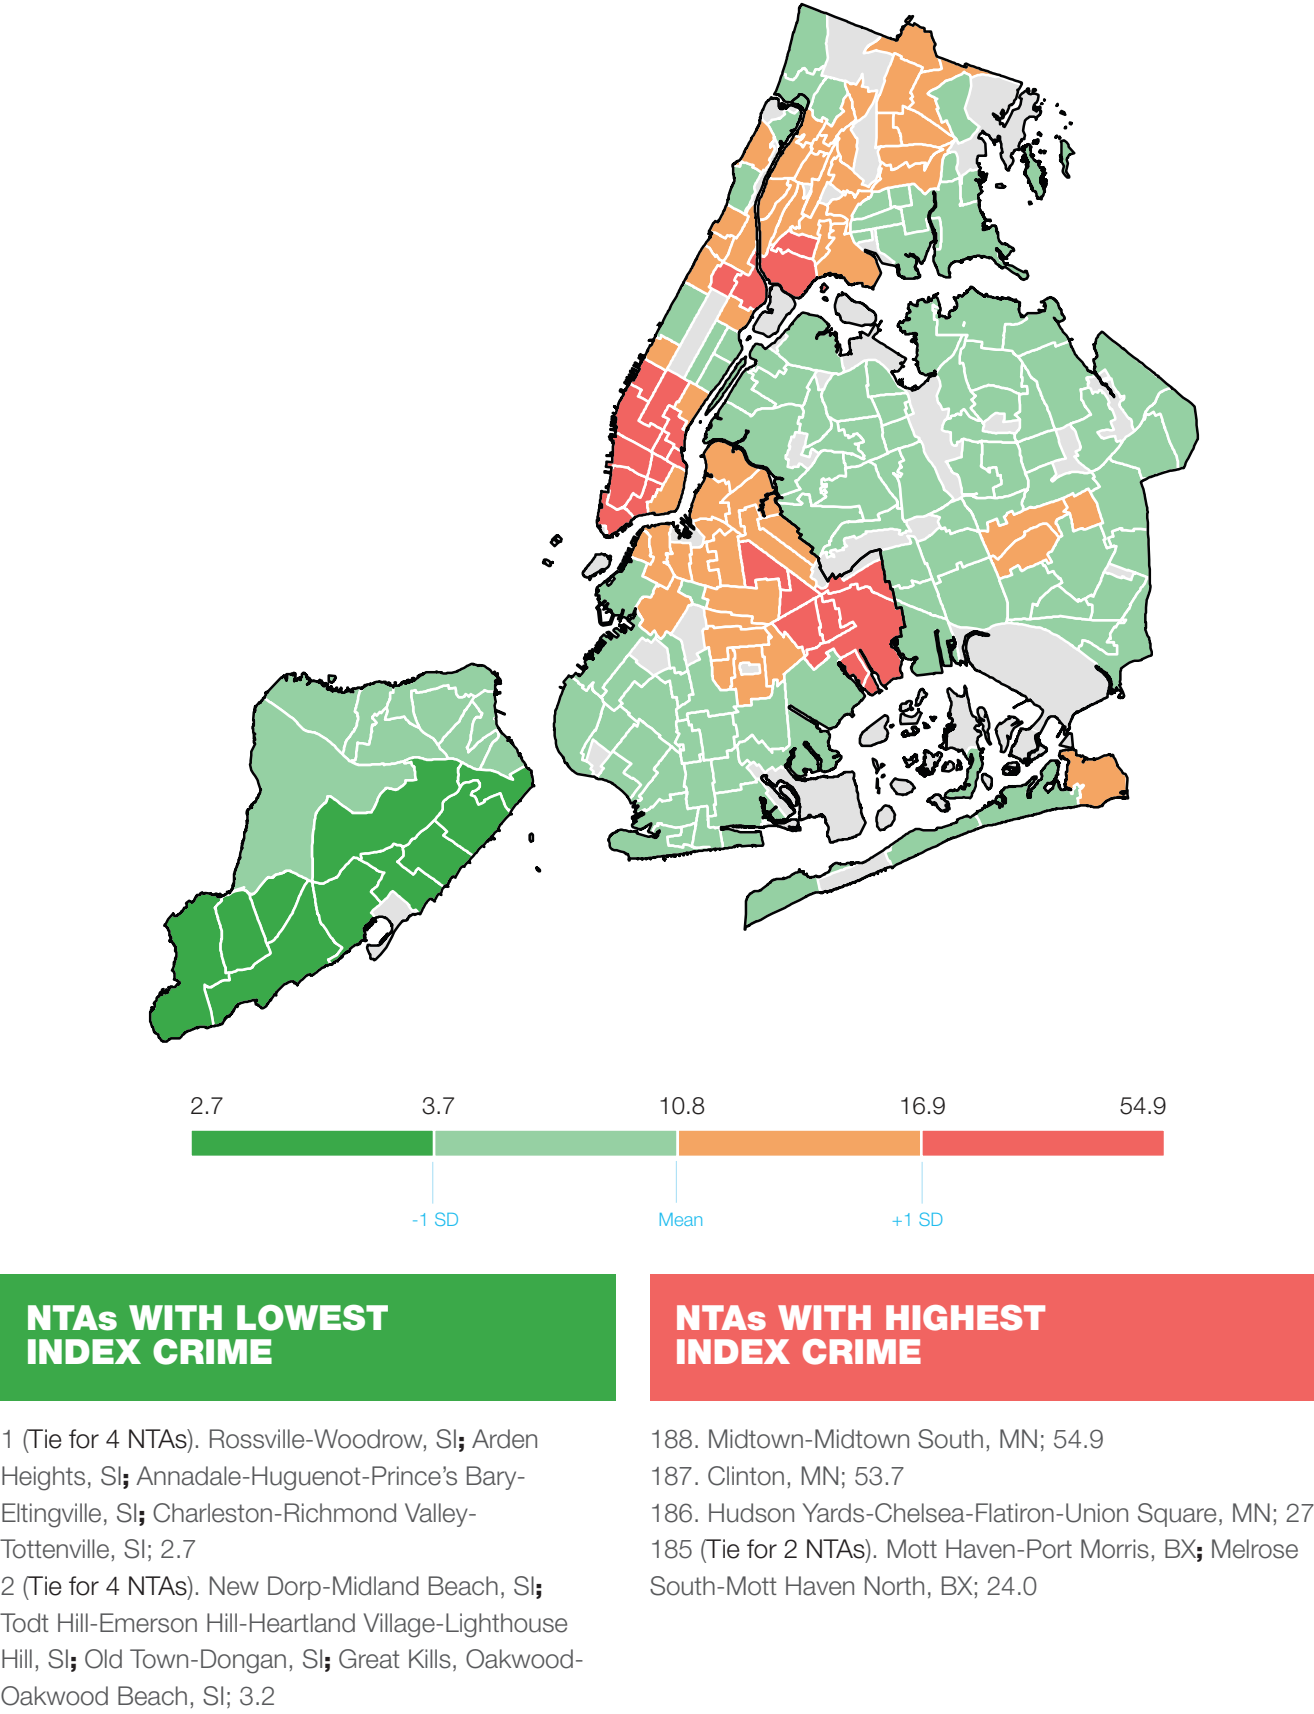 2.7 3.7 10.8 16.9 54.9
-1 SD Mean +1 SD
NTAs WITH LOWEST
INDEX CRIME
1 (Tie for 4 NTAs). Rossville-Woodrow, SI; Arden
Heights, SI; Annadale-Huguenot-Prince’s Bary-
Eltingville, SI; Charleston-Richmond Valley-
Tottenville, SI; 2.7
2 (Tie for 4 NTAs). New Dorp-Midland Beach, SI;
Todt Hill-Emerson Hill-Heartland Village-Lighthouse
Hill, SI; Old Town-Dongan, SI; Great Kills, Oakwood-
Oakwood Beach, SI; 3.2
NTAs WITH HIGHEST
INDEX CRIME
188. Midtown-Midtown South, MN; 54.9
187. Clinton, MN; 53.7
186. Hudson Yards-Chelsea-Flatiron-Union Square, MN; 27
185 (Tie for 2 NTAs). Mott Haven-Port Morris, BX; Melrose
South-Mott Haven North, BX; 24.0